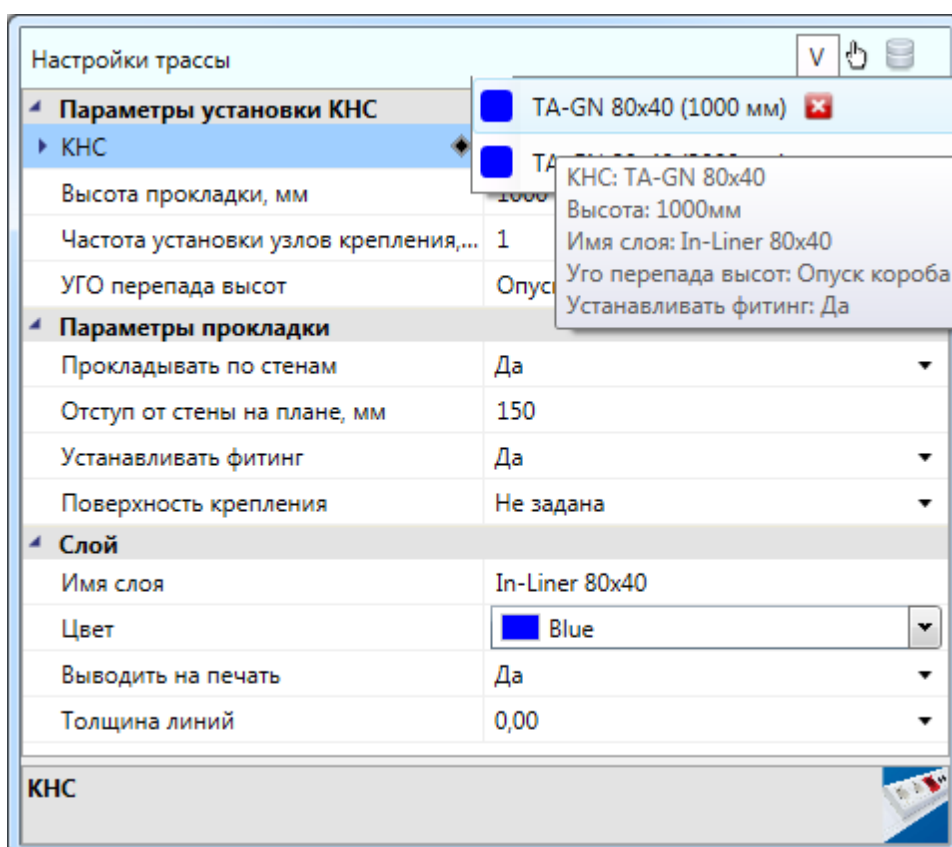 Настройки трассы
V
Параметры установки КНС
TA-GN 80x40 (1000 мм)
КНС
КНС: TA-GN 80x40
Высота: 1000мм
Имя слоя: In-Liner 80x40
Уго перепада высот: Опуск короба
Устанавливать фитинг: Да
Высота прокладки, мм
1000
Частота установки узлов крепления,... 1
УГО перепада высот
Параметры прокладки
Прокладывать по стенам Да
Отступ от стены на плане, мм 150
Устанавливать фитинг Да
Поверхность крепления Не задана
Слой
Имя слоя In-Liner 80x40
Цвет Blue
Выводить на печать Да
Толщина линий 0,00
КНС